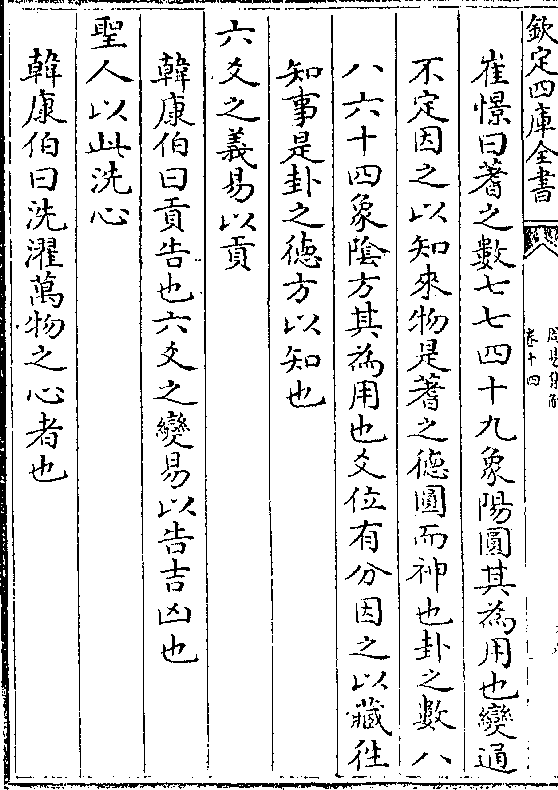 欽定四庫全書
卷十四
崔憬曰蓍之數七七四十九象陽圓其為用也變通
不定因之以知來物是蓍之德圓而神也卦之數八
八六十四象陰方其為用也爻位有分因之以藏往
知事是卦之德方以知也
六爻之義易以貢
韓康伯曰貢告也六爻之變易以告吉凶也
聖人以此洗心
韓康伯曰洗濯萬物之心者也